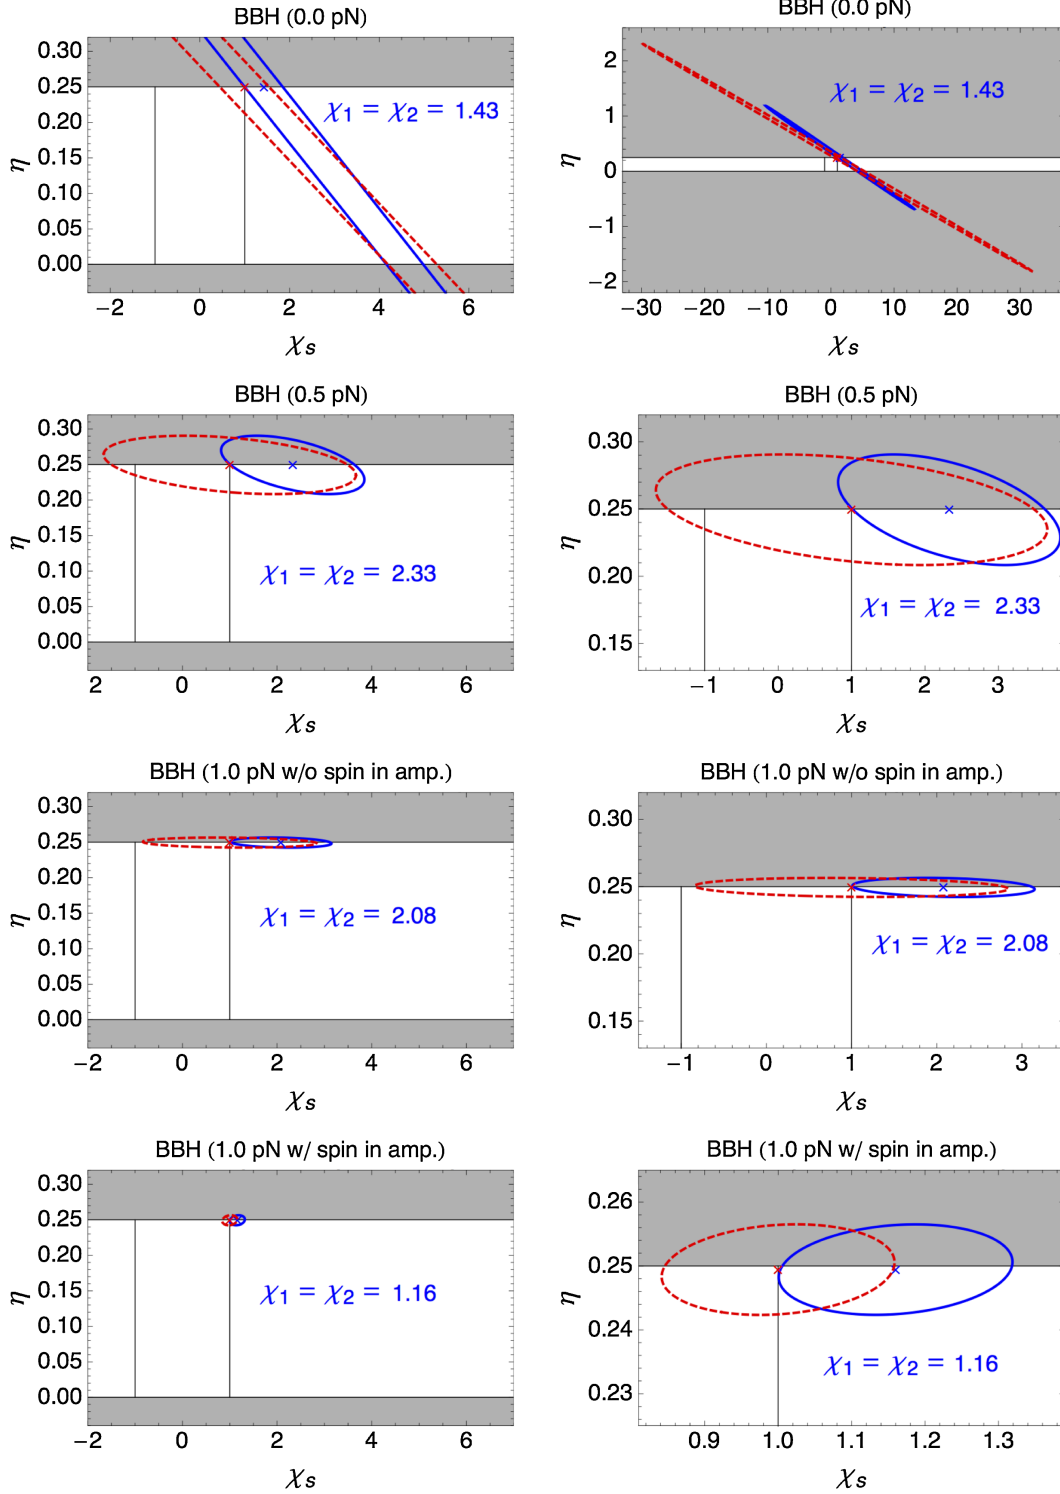 BBH (0.0 pN)
0.30
0.25
0.20
0.15
0.10
0.05
0.00
η
χ1 = χ2 = 1.43
−2 0 2 4 6
χs
BBH (0.0 pN)
2
1
0
−1
−2
η
χ1 = χ2 = 1.43
−30 −20 −10 0 10 20 30
χs
BBH (0.5 pN)
0.30
0.25
0.20
0.15
0.10
0.05
0.00
η
χ1 = χ2 = 2.33
2 0 2 4 6
χs
BBH (0.5 pN)
0.30
0.25
0.20
0.15
η
χ1 = χ2 = 2.33
−1 0 1 2 3
χs
BBH (1.0 pN w/o spin in amp.)
0.30
0.25
0.20
0.15
0.10
0.05
0.00
η
χ1 = χ2 = 2.08
−2 0 2 4 6
χs
BBH (1.0 pN w/o spin in amp.)
0.30
0.25
0.20
0.15
η
χ1 = χ2 = 2.08
−1 0 1 2 3
χs
BBH (1.0 pN w/ spin in amp.)
0.30
0.25
0.20
0.15
0.10
0.05
0.00
η
χ1 = χ2 = 1.16
−2 0 2 4 6
χs
BBH (1.0 pN w/ spin in amp.)
0.26
0.25
0.24
0.23
η
χ1 = χ2 = 1.16
0.9 1.0 1.1 1.2 1.3
χs